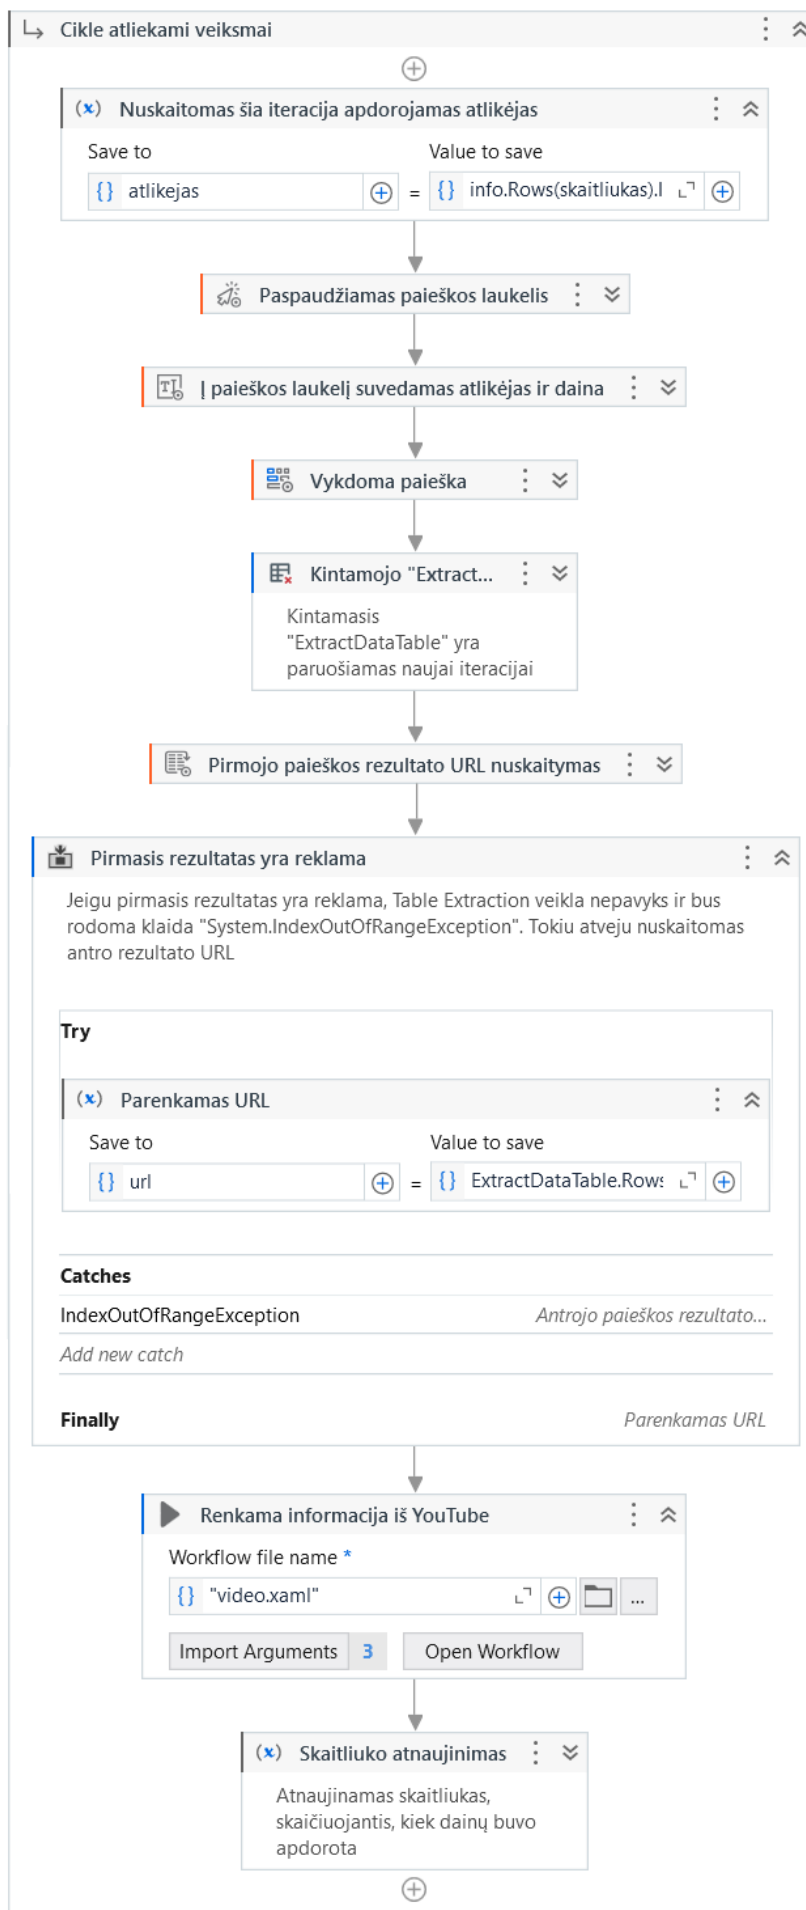 Cikle atliekami veiksmai
Nuskaitomas šia iteracija apdorojamas atlikėjas
Save to Value to save
{} atlikejas = {} info.Rows(skaitliukas).I
Paspaudžiamas paieškos laukelis
Į paieškos laukelį suvedamas atlikėjas ir daina
Vykdoma paieška
Kintamojo "Extract...
Kintamasis
"ExtractDataTable" yra
paruošiamas naujai iteracijai
Pirmojo paieškos rezultato URL nuskaitymas
Pirmasis rezultatas yra reklama
Jeigu pirmasis rezultatas yra reklama, Table Extraction veikla nepavyks ir bus
rodoma klaida "System.IndexOutOfRangeException". Tokiu atveju nuskaitomas
antro rezultato URL
Try
(x) Parenkamas URL
Save to Value to save
{} url = {} ExtractDataTable.Rows
Catches
IndexOutOfRangeException Antrojo paieškos rezultato...
Add new catch
Finally Parenkamas URL
Renkama informacija iš YouTube
Workflow file name *
{} "video.xaml" ...
Import Arguments 3 Open Workflow
(x) Skaitliuko atnaujinimas
Atnaujinamas skaitliukas,
skaičiuojantis, kiek dainų buvo
apdorota